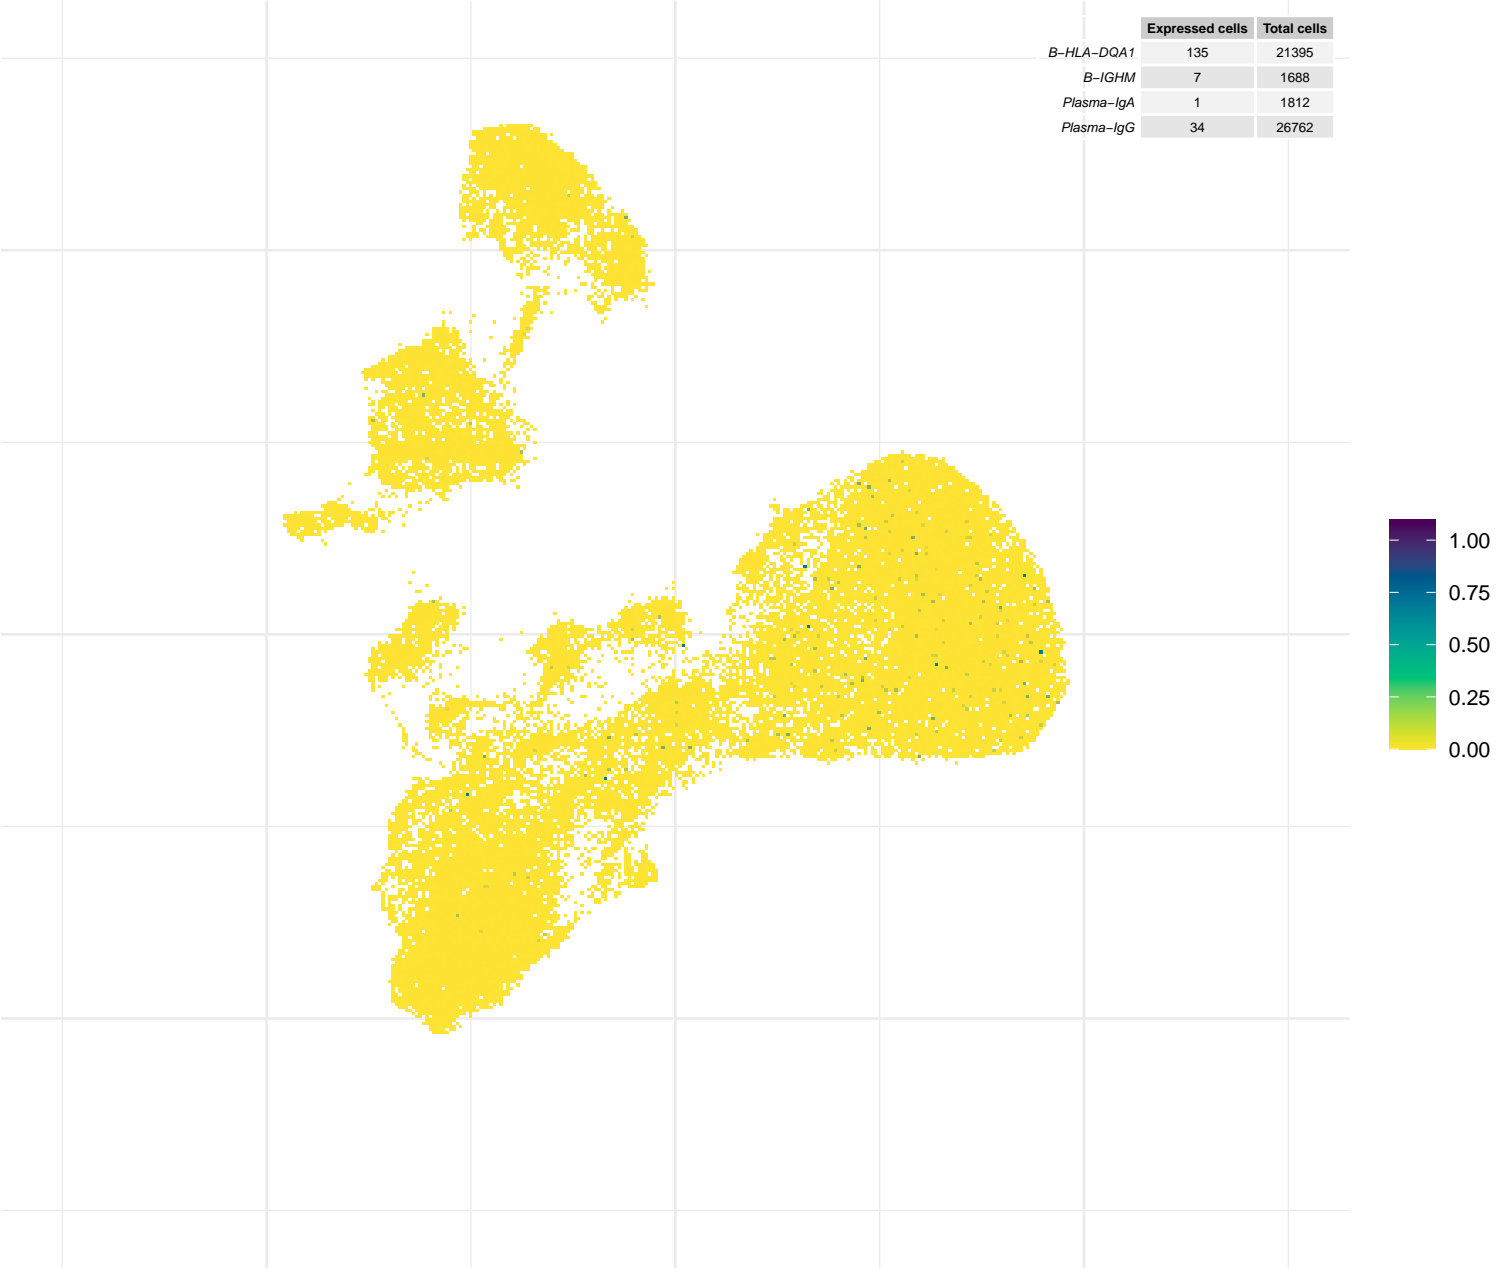 Expressed cells Total cells
B−HLA−DQA1 135 21395
B−IGHM 7 1688
Plasma−IgA 1 1812
Plasma−IgG 34 26762
1.00
0.75
0.50
0.25
0.00